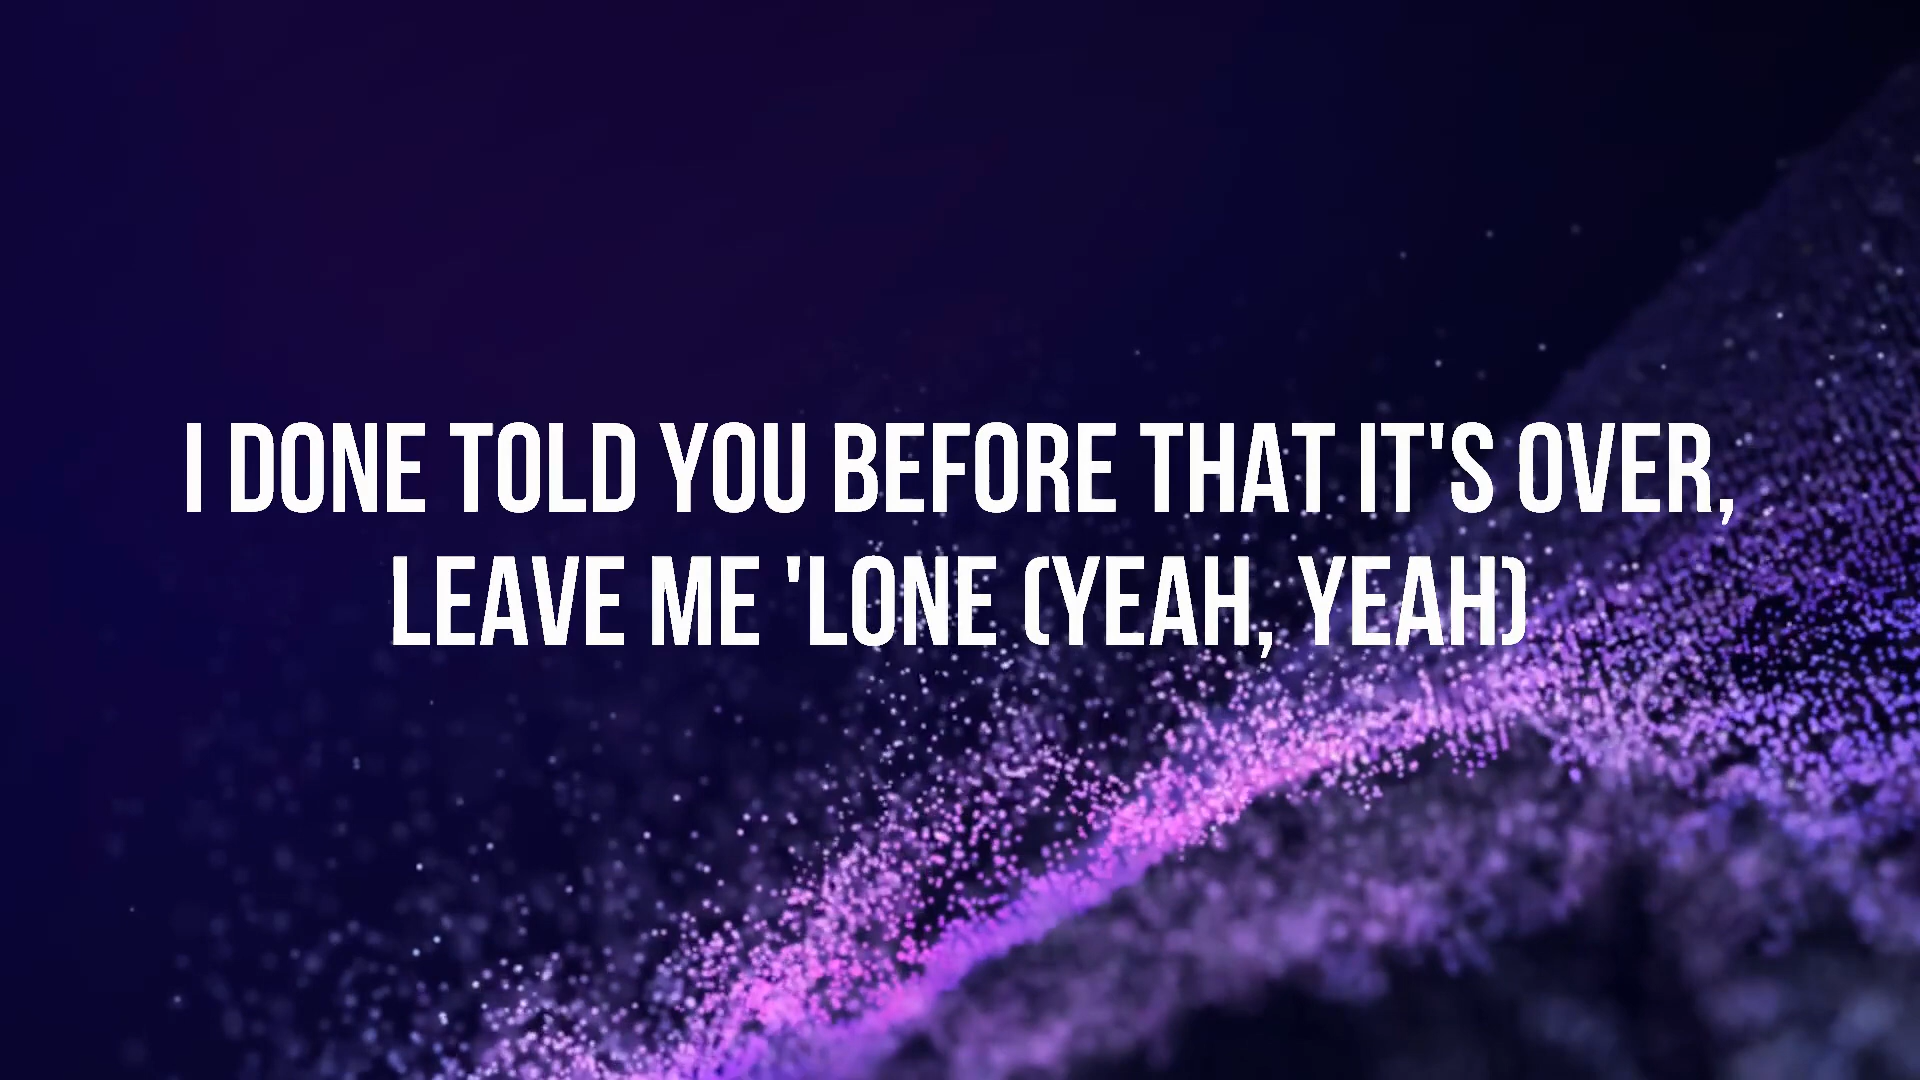 I DONE TOLD YOU BEFORE THAT IT'S OVER,
LEAVE ME 'LONE (YEAH, YEAH)